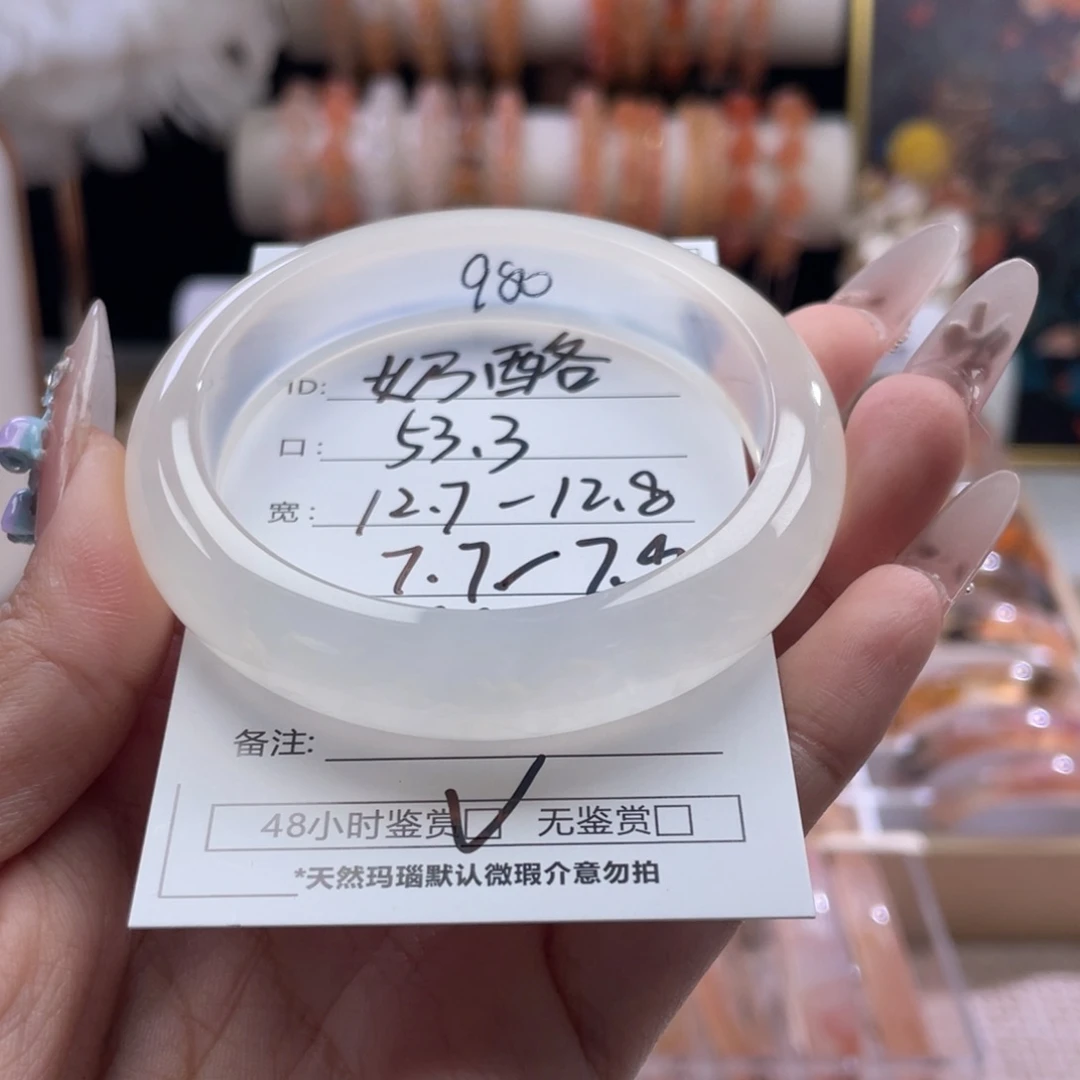 980
ID: 奶酪
口: 53.3
宽: 12.7-12.8
7.7-7.
备注:
48小时鉴赏☑ 无鉴赏□
*天然玛瑙默认微瑕介意勿拍